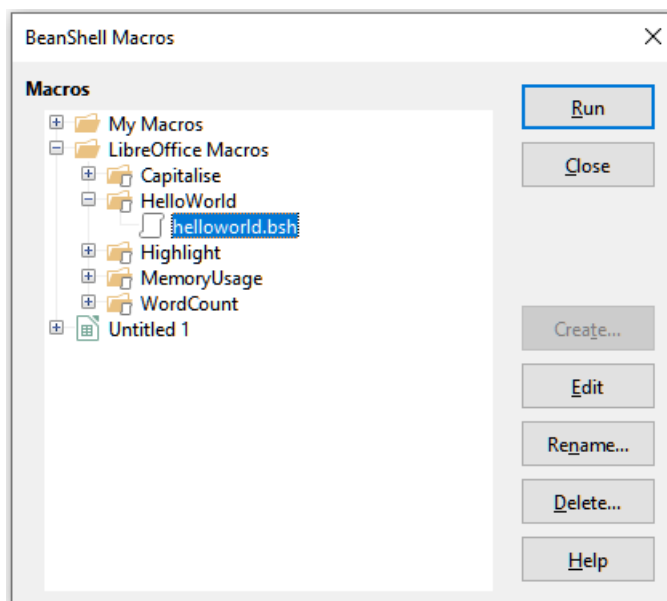 BeanShell Macros
Macros
My Macros
LibreOffice Macros
Capitalise
HelloWorld
helloworld.bsh
Highlight
MemoryUsage
WordCount
Untitled 1
Run
Close
Create...
Edit
Rename...
Delete...
Help